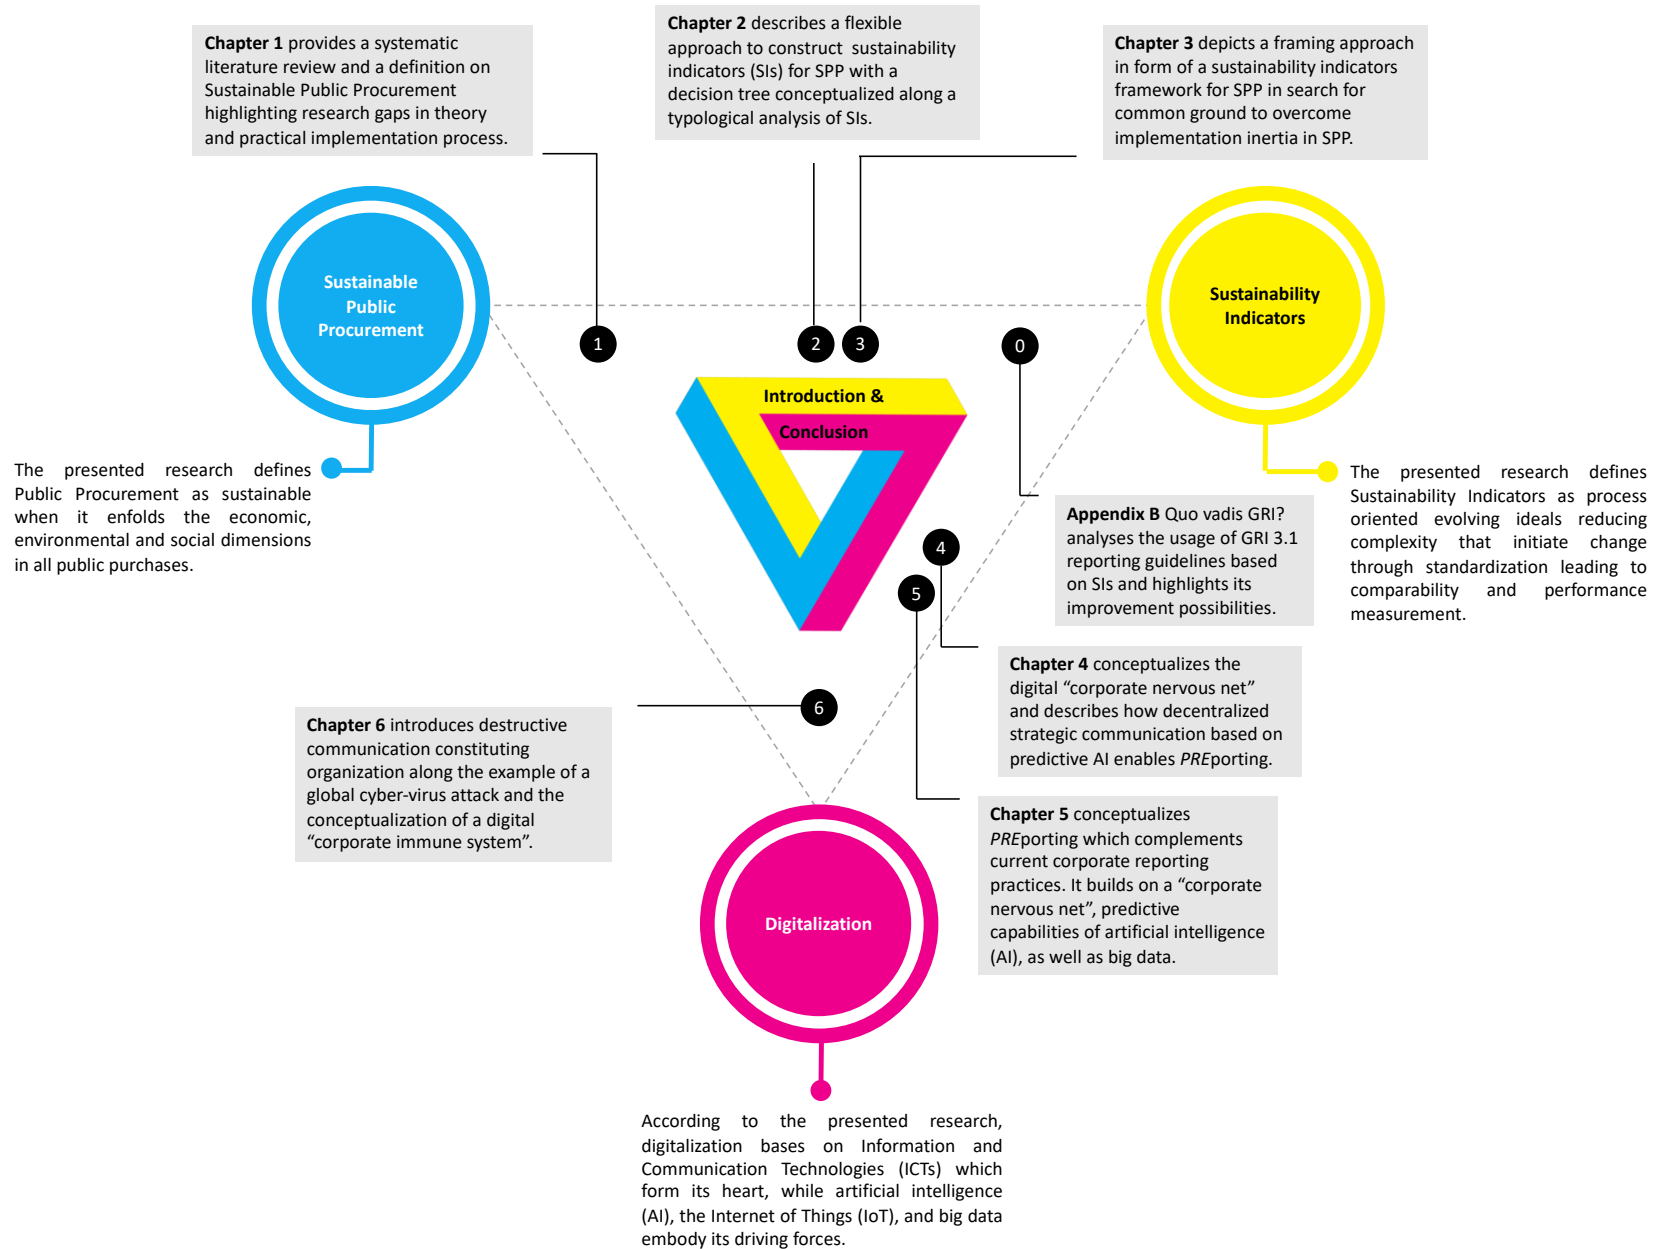 Chapter 1 provides a systematic
literature review and a definition on
Sustainable Public Procurement
highlighting research gaps in theory
and practical implementation process.
Chapter 2 describes a flexible
approach to construct sustainability
indicators (SIs) for SPP with a
decision tree conceptualized along a
typological analysis of SIs.
Chapter 3 depicts a framing approach
in form of a sustainability indicators
framework for SPP in search for
common ground to overcome
implementation inertia in SPP.
Sustainable
Public
Procurement
Sustainability
Indicators
1
2
3
0
Introduction &
Conclusion
The presented research defines
Public Procurement as sustainable
when it enfolds the economic,
environmental and social dimensions
in all public purchases.
The presented research defines
Sustainability Indicators as process
oriented evolving ideals reducing
complexity that initiate change
through standardization leading to
comparability and performance
measurement.
Appendix B Quo vadis GRI?
analyses the usage of GRI 3.1
reporting guidelines based
on SIs and highlights its
improvement possibilities.
4
5
Chapter 4 conceptualizes the
digital “corporate nervous net”
and describes how decentralized
strategic communication based on
predictive AI enables PREporting.
6
Chapter 6 introduces destructive
communication constituting
organization along the example of a
global cyber-virus attack and the
conceptualization of a digital
“corporate immune system”.
Chapter 5 conceptualizes
PREporting which complements
current corporate reporting
practices. It builds on a “corporate
nervous net”, predictive
capabilities of artificial intelligence
(AI), as well as big data.
Digitalization
According to the presented research,
digitalization bases on Information and
Communication Technologies (ICTs) which
form its heart, while artificial intelligence
(AI), the Internet of Things (IoT), and big data
embody its driving forces.